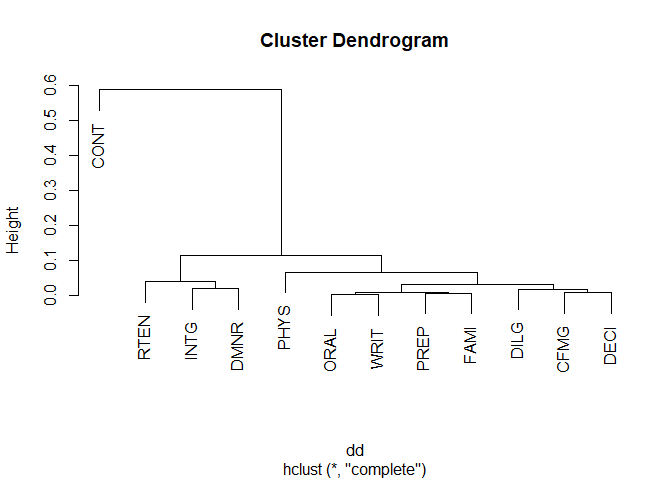 Cluster Dendrogram
Height
0.0 0.1 0.2 0.3 0.4 0.5 0.6
CONT
RTEN
INTG
DMNR
PHYS
ORAL
WRIT
PREP
FAMI
DILG
CFMG
DECI
dd
hclust (*, "complete")